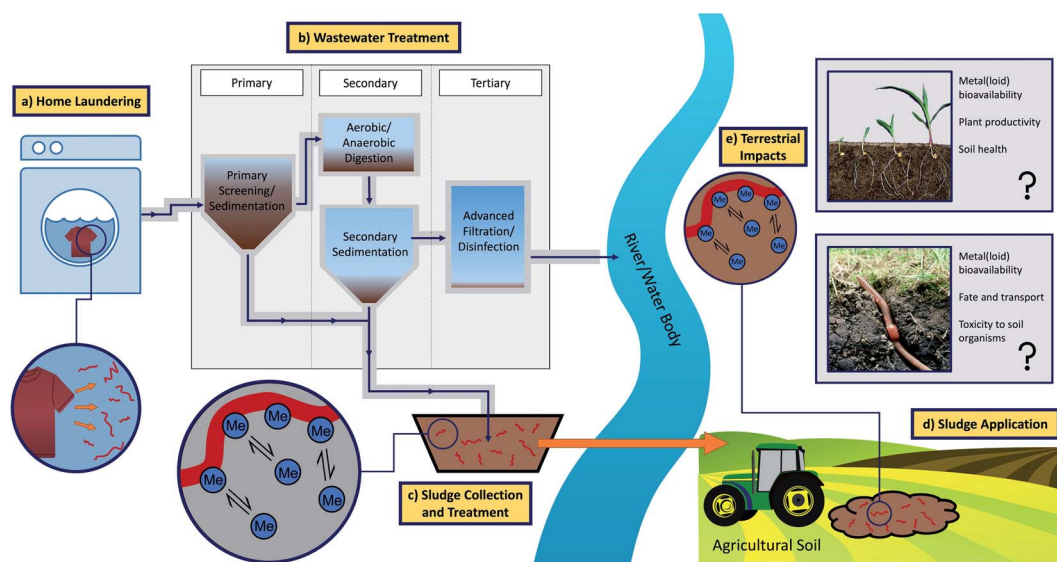 a) Home Laundering
b) Wastewater Treatment
Primary
Secondary
Tertiary
Primary
Screening/
Sedimentation
Aerobic/
Anaerobic
Digestion
Secondary
Sedimentation
Advanced
Filtration/
Disinfection
River/Water Body
Me
Me
Me
Me
Me
Me
Me
c) Sludge Collection
and Treatment
e) Terrestrial
Impacts
Me
Me
Me
Me
Me
Me
Me
Metal(loid)
bioavailability
Plant productivity
Soil health
?
Metal(loid)
bioavailability
Fate and transport
Toxicity to soil
organisms
?
d) Sludge Application
Agricultural Soil